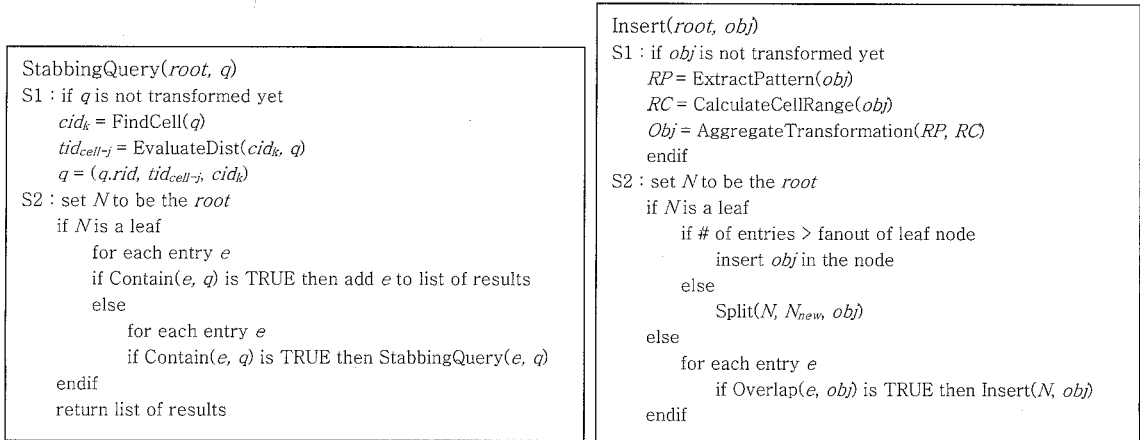 StabbingQuery(root, q)
S1 : if q is not transformed yet
cidk = FindCell(q)
tidcell-j = EvaluateDist(cidk, q)
q = (q.rid, tidcell-j, cidk)
S2 : set N to be the root
if N is a leaf
for each entry e
if Contain(e, q) is TRUE then add e to list of results
else
for each entry e
if Contain(e, q) is TRUE then StabbingQuery(e, q)
endif
return list of results
Insert(root, obj)
S1 : if obj is not transformed yet
RP = ExtractPattern(obj)
RC = CalculateCellRange(obj)
Obj = AggregateTransformation(RP, RC)
endif
S2 : set N to be the root
if N is a leaf
if # of entries > fanout of leaf node
insert obj in the node
else
Split(N, Nnew, obj)
else
for each entry e
if Overlap(e, obj) is TRUE then Insert(N, obj)
endif